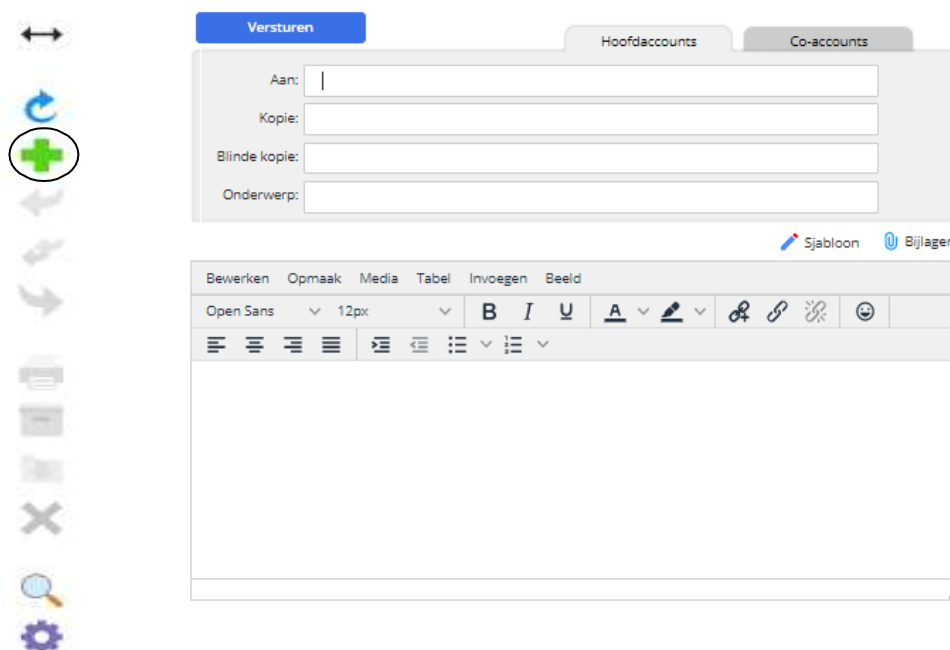 Versturen
Hoofdaccounts Co-accounts
Aan:
Kopie:
Blinde kopie:
Onderwerp:
Sjabloon Bijlagen
Bewerken Opmaak Media Tabel Invoegen Beeld
Open Sans 12px B I U A